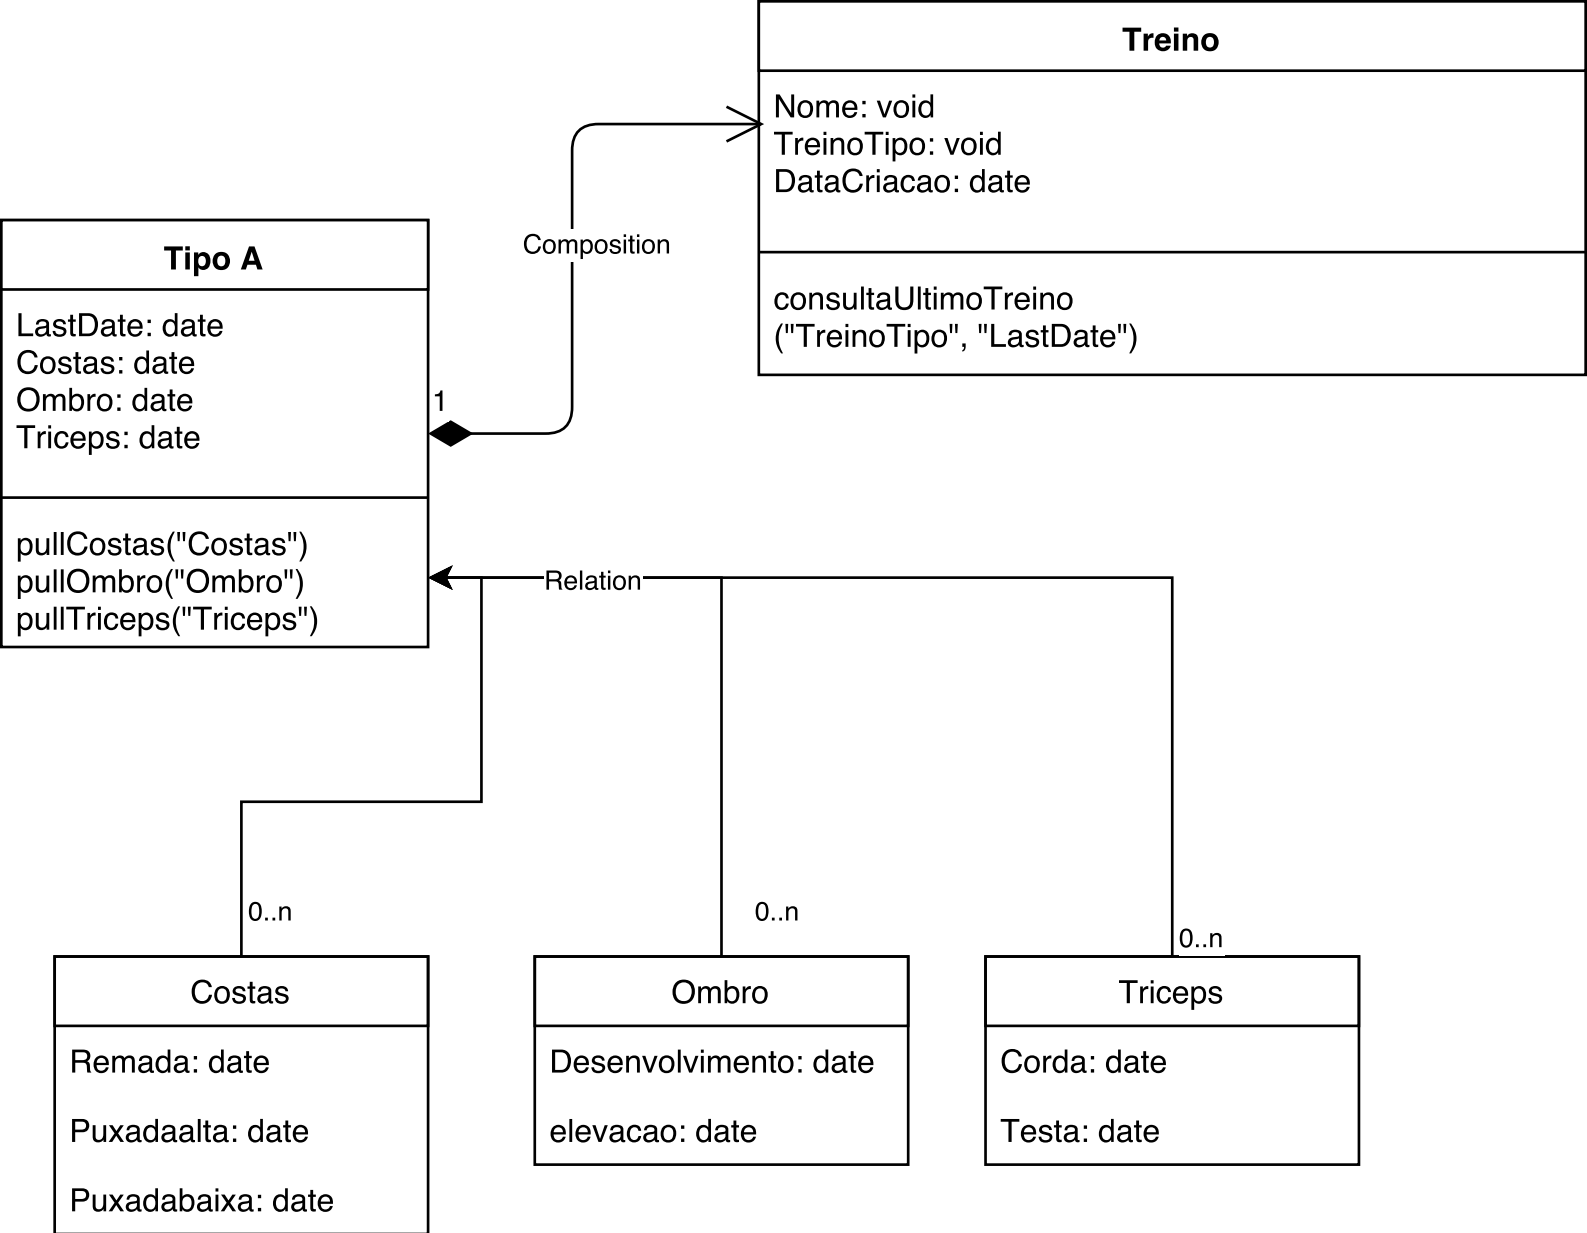 Treino
Nome: void
TreinoTipo: void
DataCriacao: date
consultaUltimoTreino
("TreinoTipo", "LastDate")
Composition
Tipo A
LastDate: date
Costas: date
Ombro: date
Triceps: date
1
pullCostas("Costas")
pullOmbro("Ombro")
pullTriceps("Triceps")
Relation
0..n
0..n
0..n
Costas
Remada: date
Puxadaalta: date
Puxadabaixa: date
Ombro
Desenvolvimento: date
elevacao: date
Triceps
Corda: date
Testa: date